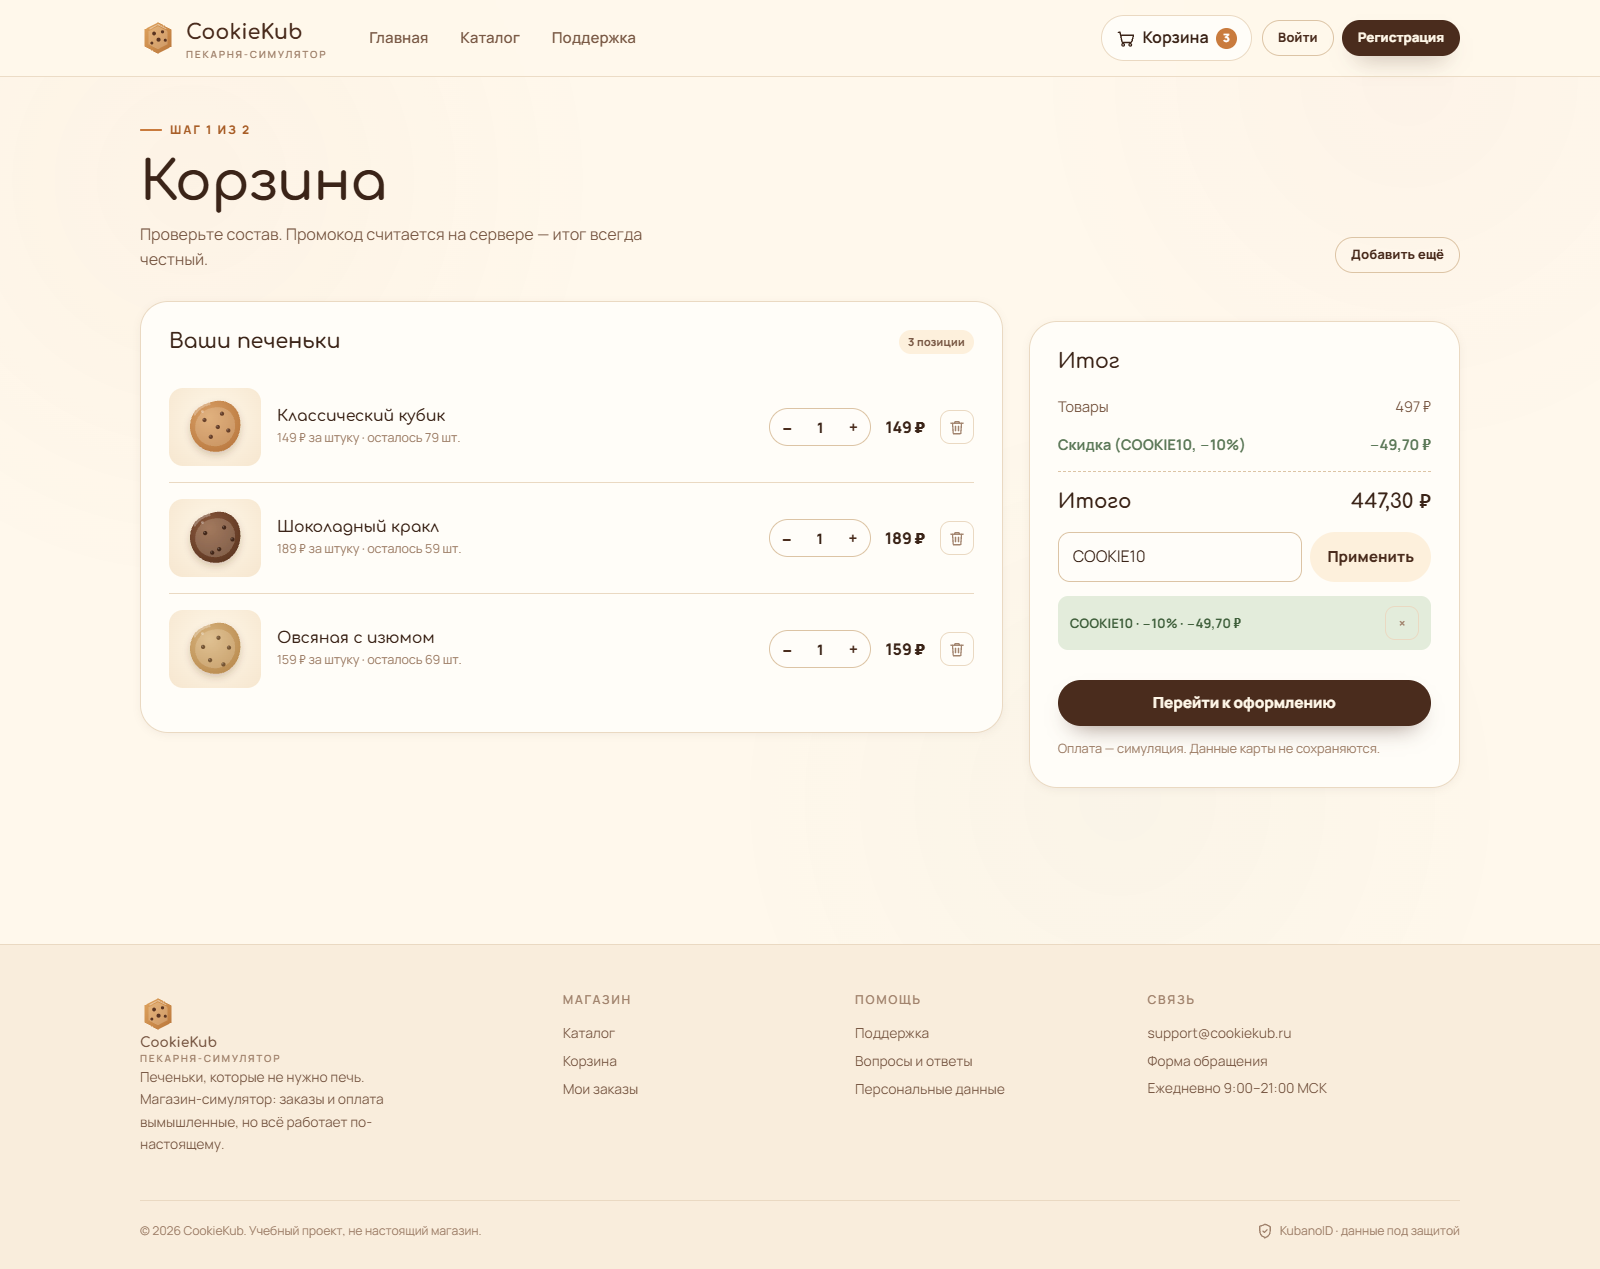 CookieKub
ПЕКАРНЯ-СИМУЛЯТОР
Главная
Каталог
Поддержка
Корзина 3
Войти
Регистрация
ШАГ 1 ИЗ 2
Корзина
Проверьте состав. Промокод считается на сервере — итог всегда
честный.
Добавить ещё
Ваши печеньки
3 позиции
Классический кубик
149 ₽ за штуку · осталось 79 шт.
− 1 +
149 ₽
Шоколадный кракл
189 ₽ за штуку · осталось 59 шт.
− 1 +
189 ₽
Овсяная с изюмом
159 ₽ за штуку · осталось 69 шт.
− 1 +
159 ₽
Итог
Товары 497 ₽
Скидка (COOKIE10, −10%) −49,70 ₽
Итого 447,30 ₽
COOKIE10
Применить
COOKIE10 · −10% · −49,70 ₽ ×
Перейти к оформлению
Оплата — симуляция. Данные карты не сохраняются.
CookieKub
ПЕКАРНЯ-СИМУЛЯТОР
Печеньки, которые не нужно печь.
Магазин-симулятор: заказы и оплата
вымышленные, но всё работает по-
настоящему.
МАГАЗИН
Каталог
Корзина
Мои заказы
ПОМОЩЬ
Поддержка
Вопросы и ответы
Персональные данные
СВЯЗЬ
support@cookiekub.ru
Форма обращения
Ежедневно 9:00–21:00 МСК
© 2026 CookieKub. Учебный проект, не настоящий магазин.
KubanoID · данные под защитой